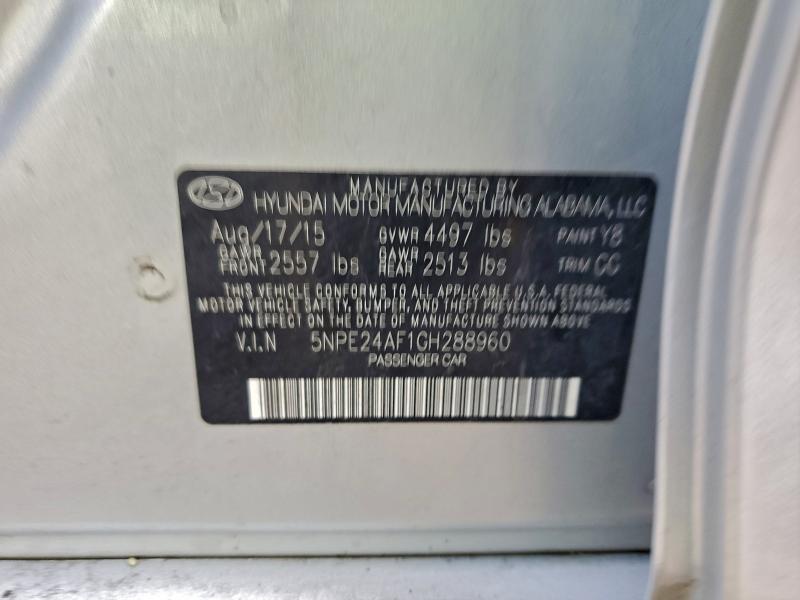 MANUFACTURED BY
HYUNDAI MOTOR MANUFACTURING ALABAMA, LLC
Aug/17/15 GVWR 4497 lbs PAINT Y8
GAWR FRONT 2557 lbs GAWR REAR 2513 lbs TRIM GG
THIS VEHICLE CONFORMS TO ALL APPLICABLE U.S.A. FEDERAL
MOTOR VEHICLE SAFETY, BUMPER, AND THEFT PREVENTION STANDARDS
IN EFFECT ON THE DATE OF MANUFACTURE SHOWN ABOVE.
V.I.N 5NPE24AF1GH288960
PASSENGER CAR